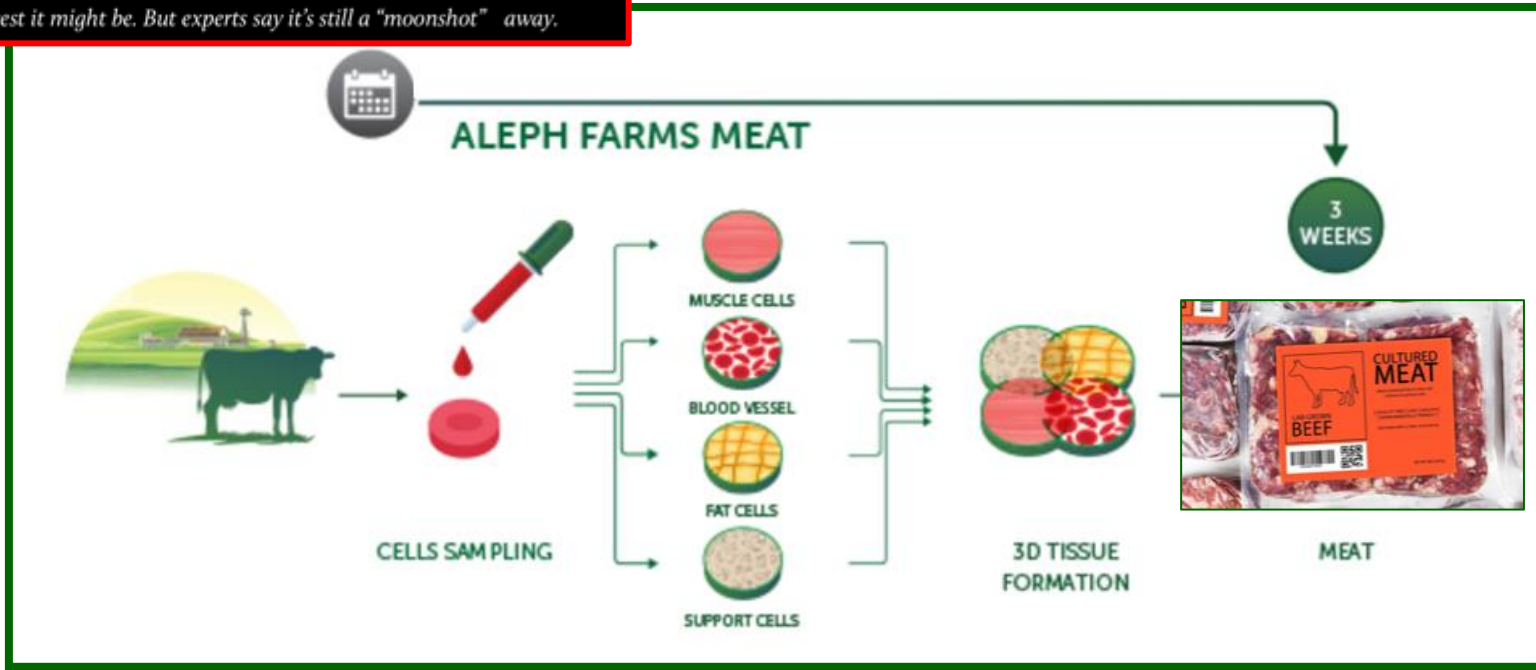 est it might be. But experts say it’s still a “moonshot” away.
ALEPH FARMS MEAT
3
WEEKS
MUSCLE CELLS
BLOOD VESSEL
FAT CELLS
SUPPORT CELLS
CELLS SAMPLING
3D TISSUE
FORMATION
CULTURED
MEAT
LAB-GROWN
BEEF
MEAT